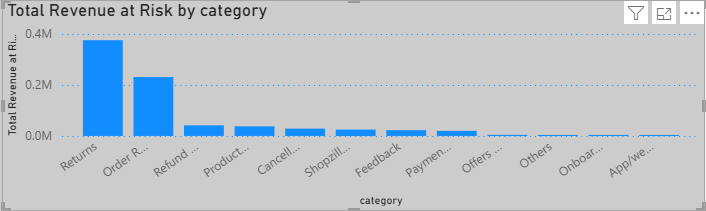 Total Revenue at Risk by category
Total Revenue at Ri...
0.4M
0.2M
0.0M
Returns
Order R...
Refund ...
Product...
Cancell...
Shopzill...
Feedback
Paymen...
Offers ...
Others
Onboar...
App/we...
category